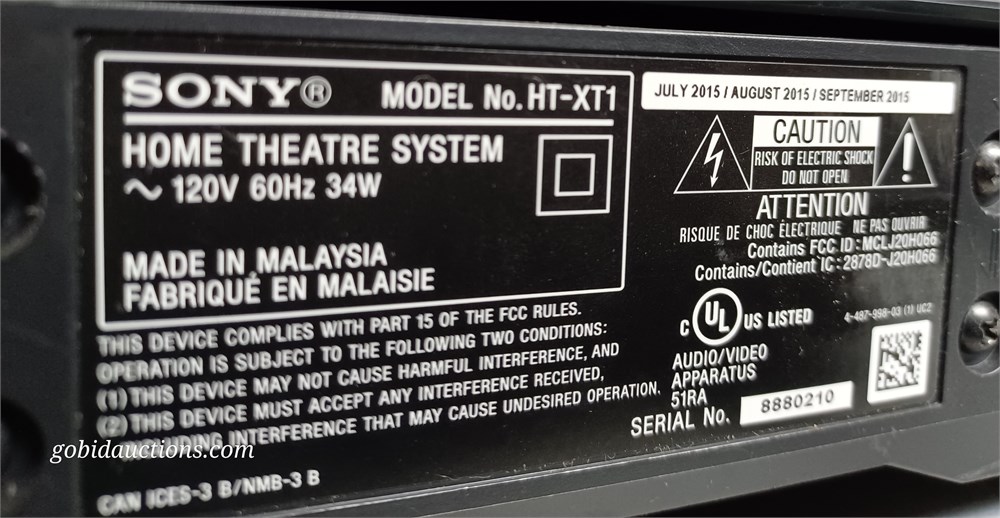 SONY® MODEL No. HT-XT1
HOME THEATRE SYSTEM
~ 120V 60Hz 34W
MADE IN MALAYSIA
FABRIQUÉ EN MALAISIE
THIS DEVICE COMPLIES WITH PART 15 OF THE FCC RULES.
OPERATION IS SUBJECT TO THE FOLLOWING TWO CONDITIONS:
(1) THIS DEVICE MAY NOT CAUSE HARMFUL INTERFERENCE, AND
(2) THIS DEVICE MUST ACCEPT ANY INTERFERENCE RECEIVED,
INCLUDING INTERFERENCE THAT MAY CAUSE UNDESIRED OPERATION.
gobidauctions.com
CAN ICES-3 B/NMB-3 B
JULY 2015 / AUGUST 2015 / SEPTEMBER 2015
CAUTION
RISK OF ELECTRIC SHOCK
DO NOT OPEN
ATTENTION
RISQUE DE CHOC ÉLECTRIQUE NE PAS OUVRIR
Contains FCC ID : MCLJ20H066
Contains/Contient IC : 2878D-J20H066
C UL US LISTED
4-497-998-03 (1) UC2
AUDIO/VIDEO
APPARATUS
51RA
SERIAL No. 8880210